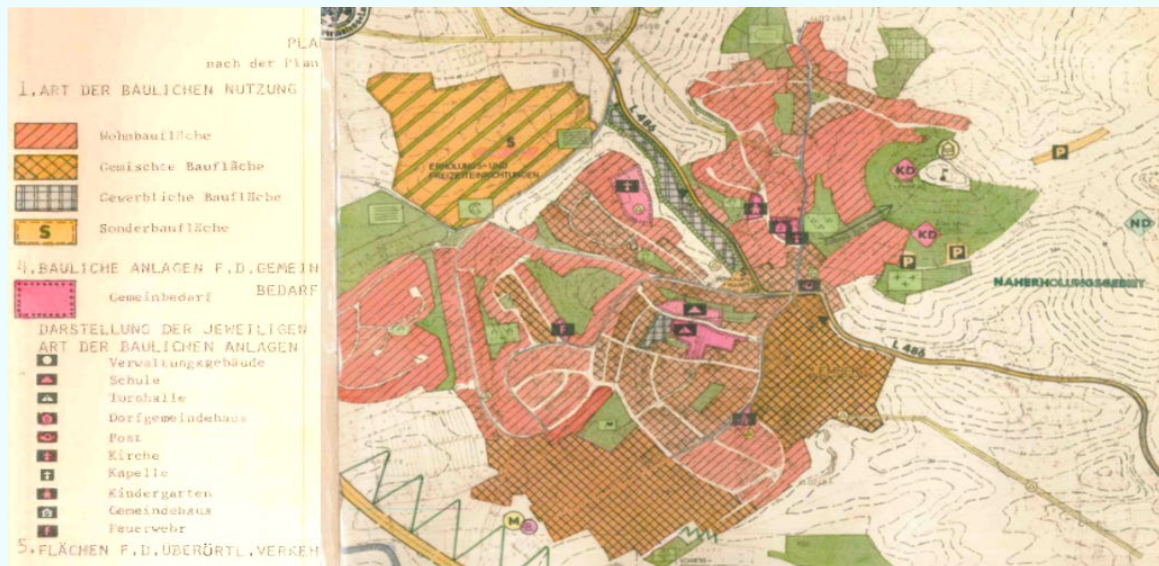 PLA
nach der Plan
1.ART DER BAULICHEN NUTZUNG
Wohnbaufläche
Gemischte Baufläche
Gewerbliche Baufläche
S
Sonderbaufläche
4.BAULICHE ANLAGEN F.D.GEMEIN
BEDARF
Gemeinbedarf
DARSTELLUNG DER JEWEILIGEN
ART DER BAULICHEN ANLAGEN
Verwaltungsgebäude
Schule
Turnhalle
Dorfgemeindehaus
Post
Kirche
Kapelle
Kindergarten
Gemeindehaus
Feuerwehr
5.FLÄCHEN F.D.ÜBERÖRTL.VERKEH
L 486
S
ERHOLUNGS- UND
FREIZEITEINRICHTUNGEN
P
KD
KD
ND
P
P
NAHERHOLUNGSGEBIET
L 486
M